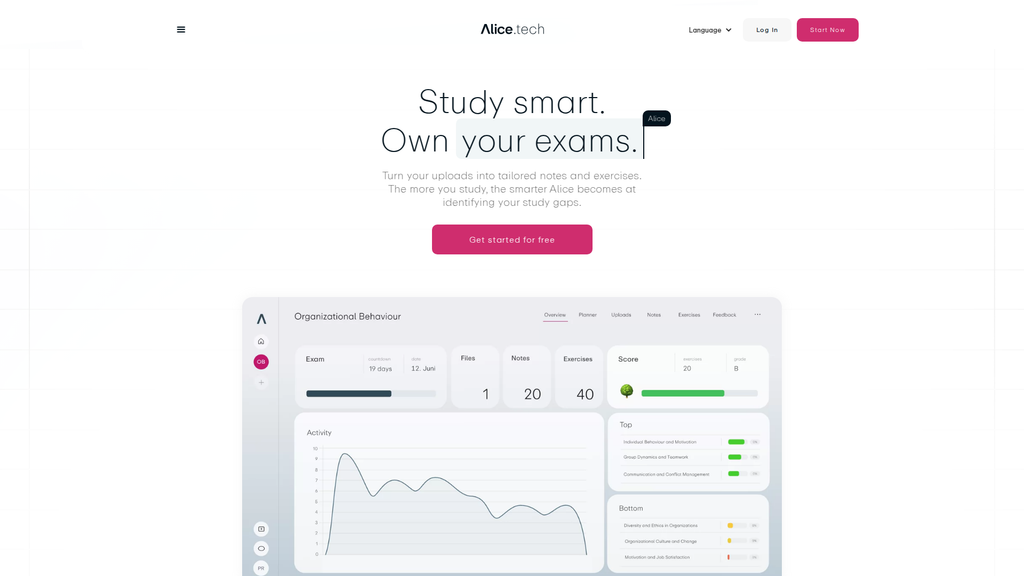 Alice.tech
Language
Log In
Start Now
Study smart.
Own your exams.
Alice
Turn your uploads into tailored notes and exercises.
The more you study, the smarter Alice becomes at
identifying your study gaps.
Get started for free
Organizational Behaviour
Overview
Planner
Uploads
Notes
Exercises
Feedback
OB
Exam
countdown
19 days
date
12. Juni
Files
1
Notes
20
Exercises
40
Score
exercises
20
grade
8
Activity
10
9
8
7
6
5
4
3
2
1
0
Top
Individual Behaviour and Motivation
Group Dynamics and Teamwork
Communication and Conflict Management
Bottom
Diversity and Ethics in Organizations
Organizational Culture and Change
Motivation and Job Satisfaction